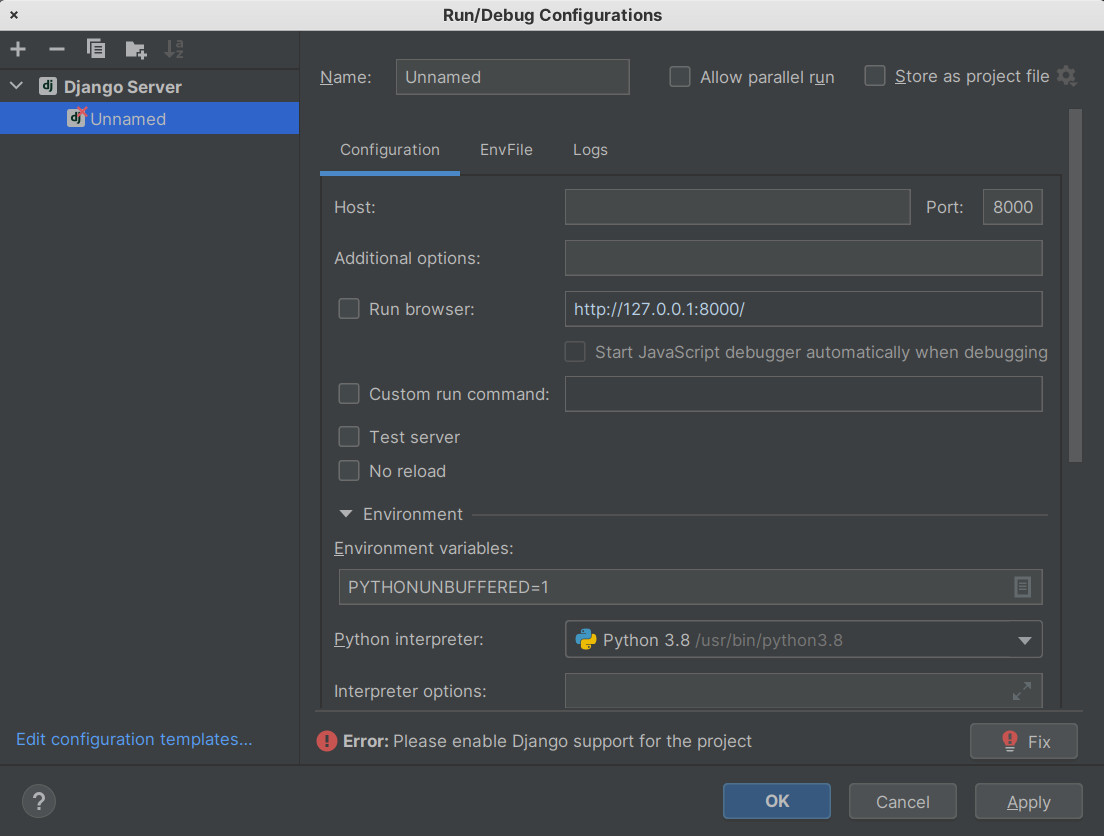 Run/Debug Configurations
Django Server
Unnamed
Name: Unnamed Allow parallel run Store as project file
Configuration EnvFile Logs
Host: Port: 8000
Additional options:
Run browser: http://127.0.0.1:8000/
Start JavaScript debugger automatically when debugging
Custom run command:
Test server
No reload
Environment
Environment variables:
PYTHONUNBUFFERED=1
Python interpreter: Python 3.8 /usr/bin/python3.8
Interpreter options:
Edit configuration templates...
Error: Please enable Django support for the project Fix
? OK Cancel Apply